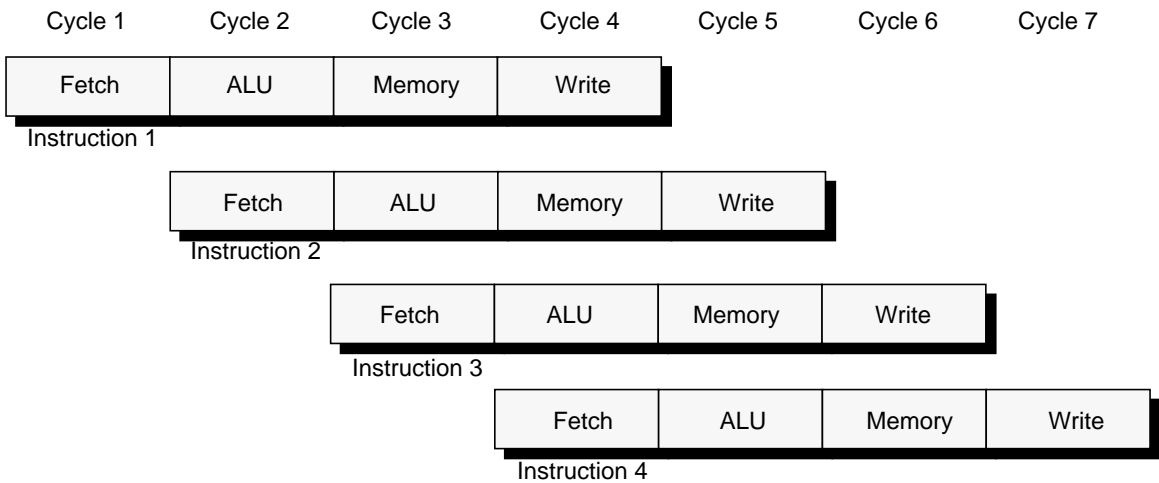 Cycle 1 Cycle 2 Cycle 3 Cycle 4 Cycle 5 Cycle 6 Cycle 7
Fetch ALU Memory Write
Instruction 1
Fetch ALU Memory Write
Instruction 2
Fetch ALU Memory Write
Instruction 3
Fetch ALU Memory Write
Instruction 4